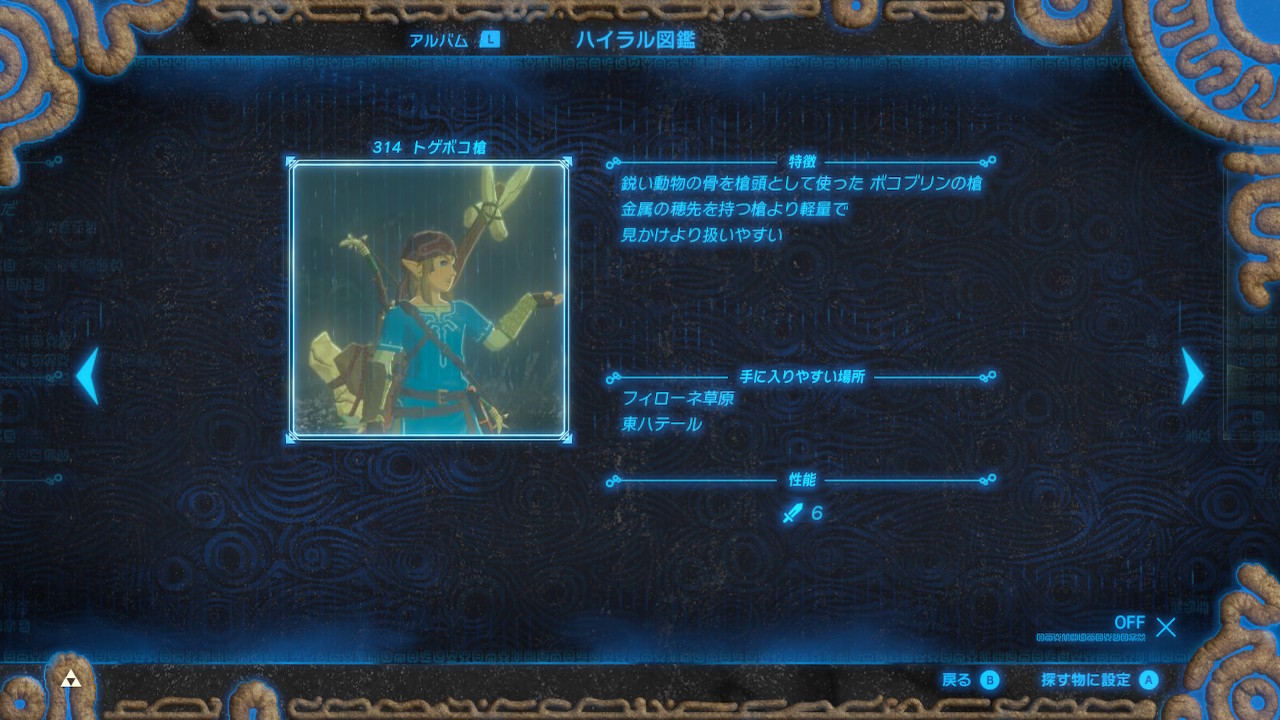 アルバム L
ハイラル図鑑
314 トゲボコ槍
特徴
鋭い動物の骨を槍頭として使った ボコブリンの槍
金属の穂先を持つ槍より軽量で
見かけより扱いやすい
手に入りやすい場所
フィローネ草原
東ハテール
性能
6
OFF
戻る B
探す物に設定 A